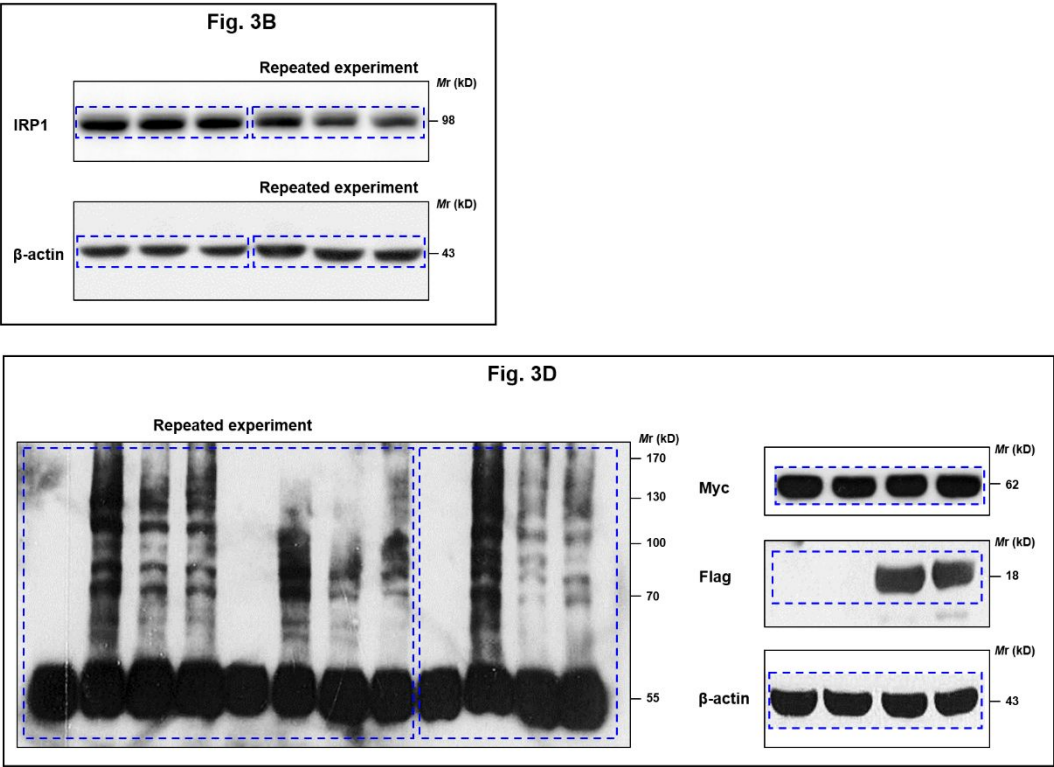 Fig. 3B
Repeated experiment
Mr (kD)
IRP1
98
Repeated experiment
Mr (kD)
β-actin
43
Fig. 3D
Repeated experiment
Mr (kD)
170
130
100
70
55
Mr (kD)
Myc
62
Mr (kD)
Flag
18
Mr (kD)
β-actin
43